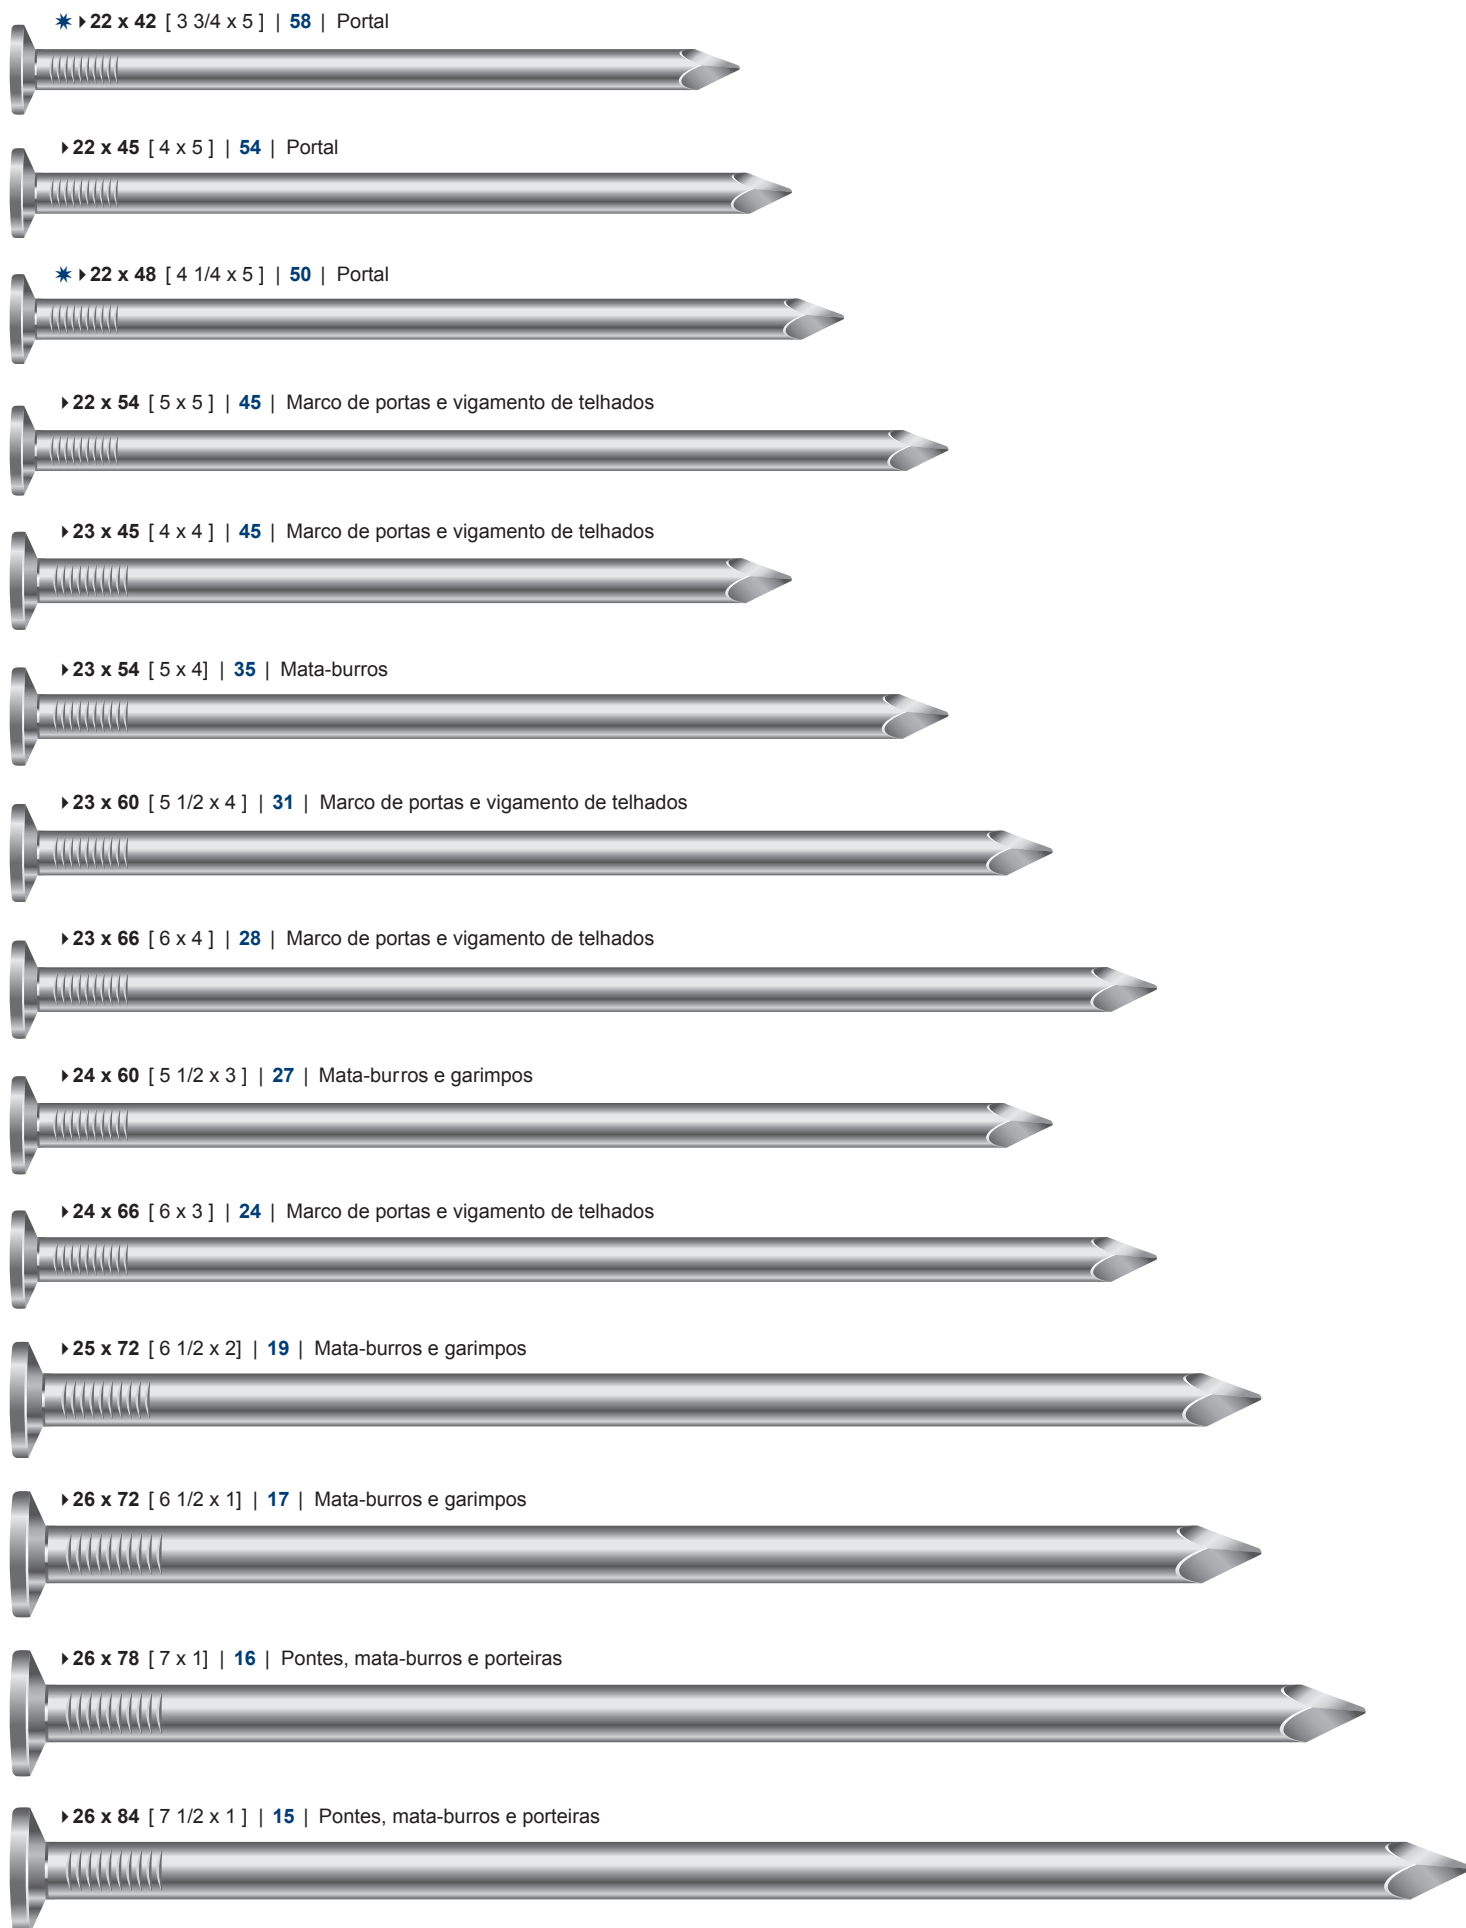 22 x 42 [ 3 3/4 x 5 ] | 58 | Portal
22 x 45 [ 4 x 5 ] | 54 | Portal
22 x 48 [ 4 1/4 x 5 ] | 50 | Portal
22 x 54 [ 5 x 5 ] | 45 | Marco de portas e vigamento de telhados
23 x 45 [ 4 x 4 ] | 45 | Marco de portas e vigamento de telhados
23 x 54 [ 5 x 4] | 35 | Mata-burros
23 x 60 [ 5 1/2 x 4 ] | 31 | Marco de portas e vigamento de telhados
23 x 66 [ 6 x 4 ] | 28 | Marco de portas e vigamento de telhados
24 x 60 [ 5 1/2 x 3 ] | 27 | Mata-burros e garimpos
24 x 66 [ 6 x 3 ] | 24 | Marco de portas e vigamento de telhados
25 x 72 [ 6 1/2 x 2] | 19 | Mata-burros e garimpos
26 x 72 [ 6 1/2 x 1] | 17 | Mata-burros e garimpos
26 x 78 [ 7 x 1] | 16 | Pontes, mata-burros e porteiras
26 x 84 [ 7 1/2 x 1 ] | 15 | Pontes, mata-burros e porteiras